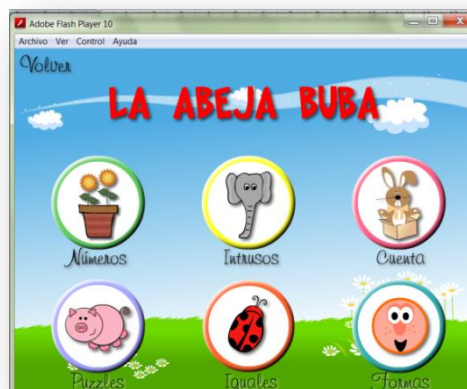 Adobe Flash Player 10
Archivo Ver Control Ayuda
Volver
LA ABEJA BUBA
Números Intrusos Cuenta
Puzzles Iguales Formas